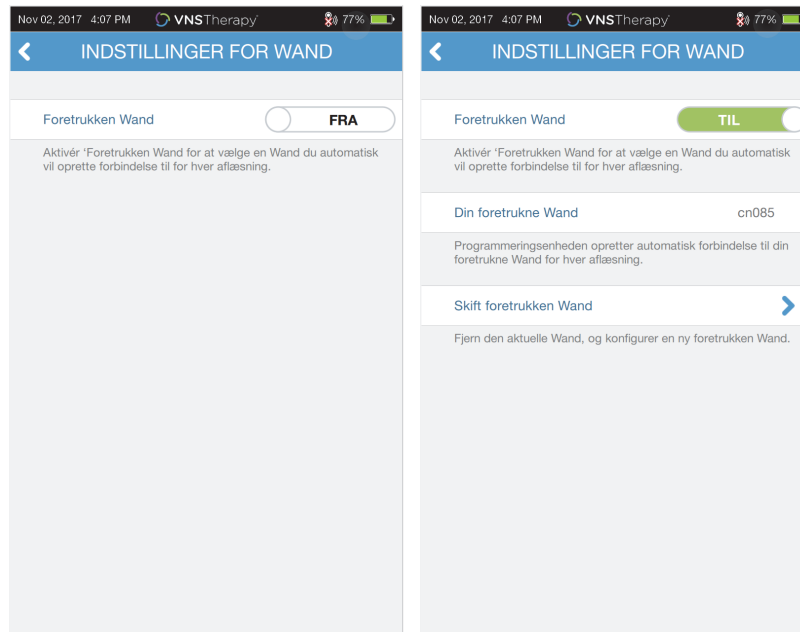 Nov 02, 2017 4:07 PM VNSTherapy 77%
INDSTILLINGER FOR WAND
Foretrukken Wand FRA
Aktivér ‘Foretrukken Wand for at vælge en Wand du automatisk
vil oprette forbindelse til for hver aflæsning.
Nov 02, 2017 4:07 PM VNSTherapy 77%
INDSTILLINGER FOR WAND
Foretrukken Wand TIL
Aktivér ‘Foretrukken Wand for at vælge en Wand du automatisk
vil oprette forbindelse til for hver aflæsning.
Din foretrukne Wand cn085
Programmeringsenheden opretter automatisk forbindelse til din
foretrukne Wand for hver aflæsning.
Skift foretrukken Wand
Fjern den aktuelle Wand, og konfigurer en ny foretrukken Wand.